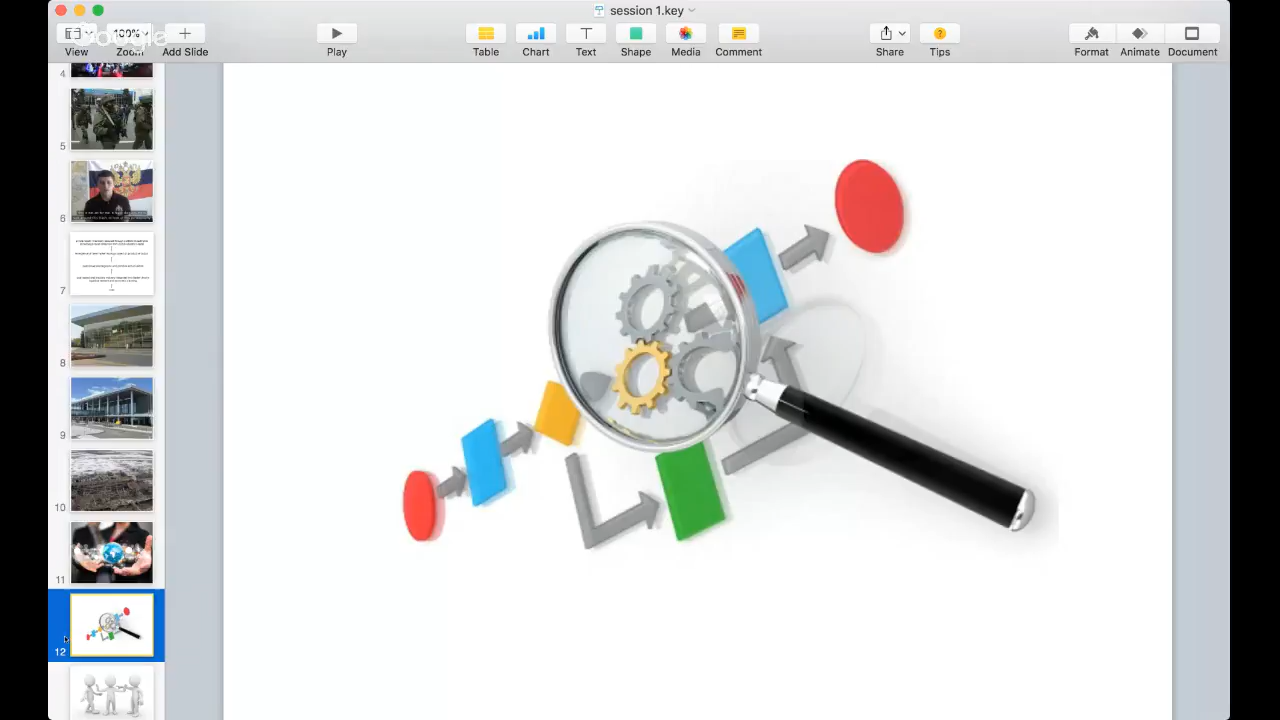 session 1.key
100%
Google
View
Zoom
Add Slide
Play
Table
Chart
Text
Shape
Media
Comment
Share
Tips
Format
Animate
Document
4
5
6
7
8
9
10
11
12